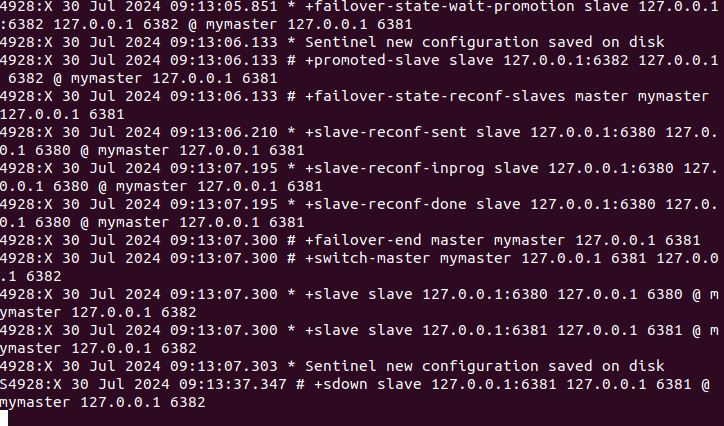 4928:X 30 Jul 2024 09:13:05.851 * +failover-state-wait-promotion slave 127.0.0.1
:6382 127.0.0.1 6382 @ mymaster 127.0.0.1 6381
4928:X 30 Jul 2024 09:13:06.133 * Sentinel new configuration saved on disk
4928:X 30 Jul 2024 09:13:06.133 # +promoted-slave slave 127.0.0.1:6382 127.0.0.1
 6382 @ mymaster 127.0.0.1 6381
4928:X 30 Jul 2024 09:13:06.133 # +failover-state-reconf-slaves master mymaster
127.0.0.1 6381
4928:X 30 Jul 2024 09:13:06.210 * +slave-reconf-sent slave 127.0.0.1:6380 127.0.
0.1 6380 @ mymaster 127.0.0.1 6381
4928:X 30 Jul 2024 09:13:07.195 * +slave-reconf-inprog slave 127.0.0.1:6380 127.
0.0.1 6380 @ mymaster 127.0.0.1 6381
4928:X 30 Jul 2024 09:13:07.195 * +slave-reconf-done slave 127.0.0.1:6380 127.0.
0.1 6380 @ mymaster 127.0.0.1 6381
4928:X 30 Jul 2024 09:13:07.300 # +failover-end master mymaster 127.0.0.1 6381
4928:X 30 Jul 2024 09:13:07.300 # +switch-master mymaster 127.0.0.1 6381 127.0.0
.1 6382
4928:X 30 Jul 2024 09:13:07.300 * +slave slave 127.0.0.1:6380 127.0.0.1 6380 @ m
ymaster 127.0.0.1 6382
4928:X 30 Jul 2024 09:13:07.300 * +slave slave 127.0.0.1:6381 127.0.0.1 6381 @ m
ymaster 127.0.0.1 6382
4928:X 30 Jul 2024 09:13:07.303 * Sentinel new configuration saved on disk
S4928:X 30 Jul 2024 09:13:37.347 # +sdown slave 127.0.0.1:6381 127.0.0.1 6381 @
mymaster 127.0.0.1 6382